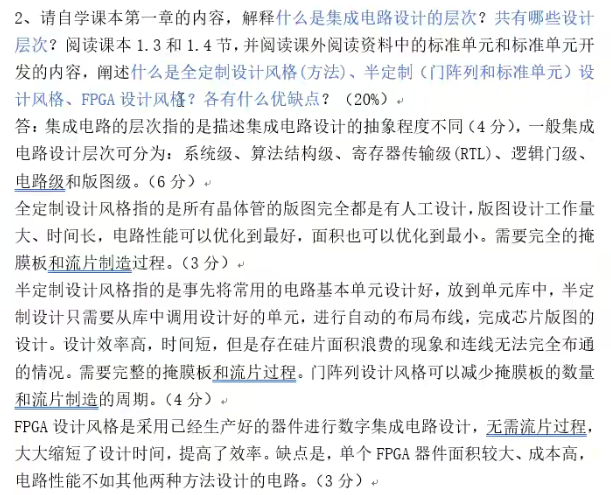 2、请自学课本第一章的内容，解释什么是集成电路设计的层次？共有哪些设计
层次？阅读课本 1.3 和 1.4 节，并阅读课外阅读资料中的标准单元和标准单元开
发的内容，阐述什么是全定制设计风格(方法)、半定制（门阵列和标准单元）设
计风格、FPGA 设计风格？各有什么优缺点？（20%）
答：集成电路的层次指的是描述集成电路设计的抽象程度不同(4 分），一般集成
电路设计层次可分为：系统级、算法结构级、寄存器传输级(RTL)、逻辑门级、
电路级和版图级。（6 分）
全定制设计风格指的是所有晶体管的版图完全都是有人工设计，版图设计工作量
大、时间长，电路性能可以优化到最好，面积也可以优化到最小。需要完全的掩
膜板和流片制造过程。（3 分）
半定制设计风格指的是事先将常用的电路基本单元设计好，放到单元库中，半定
制设计只需要从库中调用设计好的单元，进行自动的布局布线，完成芯片版图的
设计。设计效率高，时间短，但是存在硅片面积浪费的现象和连线无法完全布通
的情况。需要完整的掩膜板和流片过程。门阵列设计风格可以减少掩膜板的数量
和流片制造的周期。（4 分）
FPGA 设计风格是采用已经生产好的器件进行数字集成电路设计，无需流片过程，
大大缩短了设计时间，提高了效率。缺点是，单个 FPGA 器件面积较大、成本高，
电路性能不如其他两种方法设计的电路。（3 分）